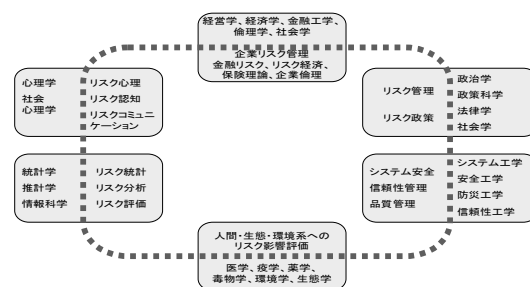 経営学、経済学、金融工学、
倫理学、社会学
企業リスク管理
金融リスク、リスク経済、
保険理論、企業倫理
心理学
社会
心理学
リスク心理
リスク認知
リスクコミュニ
ケーション
リスク管理
リスク政策
政治学
政策科学
法律学
社会学
統計学
推計学
情報科学
リスク統計
リスク分析
リスク評価
システム安全
信頼性管理
品質管理
システム工学
安全工学
防災工学
信頼性工学
人間・生態・環境系への
リスク影響評価
医学、疫学、薬学、
毒物学、環境学、生態学